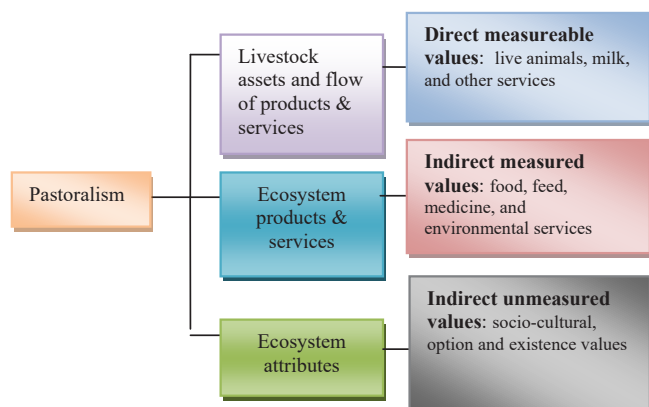 Pastoralism
Livestock
assets and flow
of products &
services
Direct measureable
values: live animals, milk,
and other services
Ecosystem
products &
services
Indirect measured
values: food, feed,
medicine, and
environmental services
Ecosystem
attributes
Indirect unmeasured
values: socio-cultural,
option and existence values